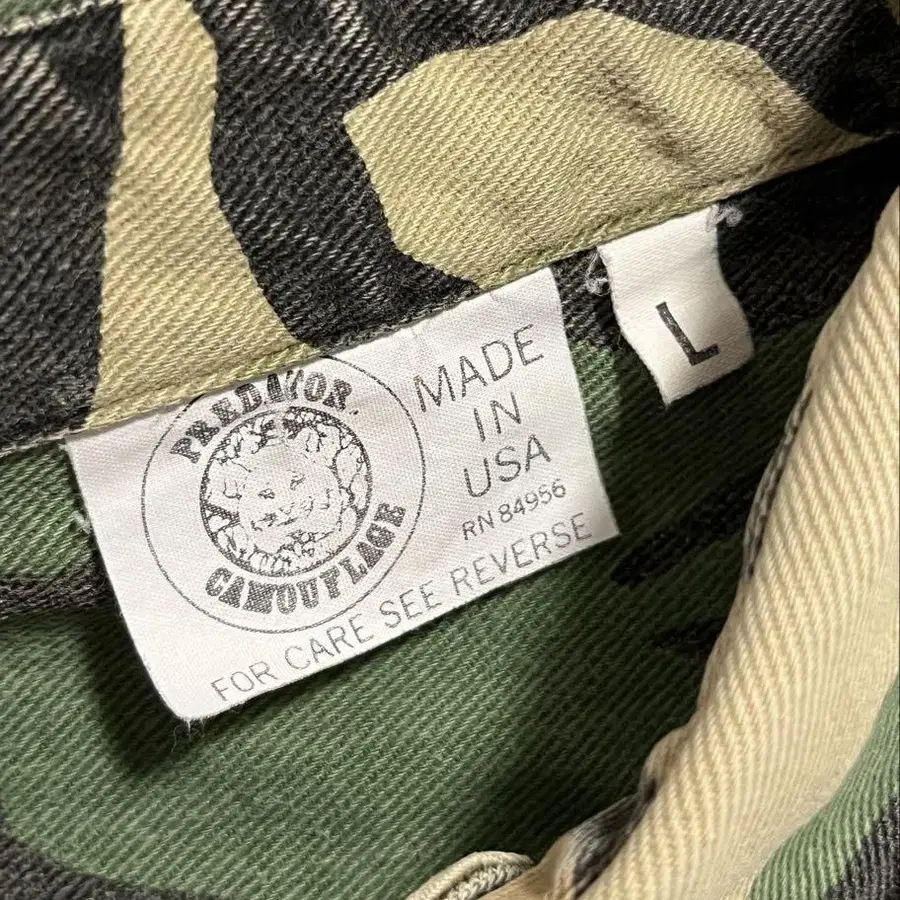 PREDATOR
CAMOUFLAGE
MADE
IN
USA
RN 84956
FOR CARE SEE REVERSE
L